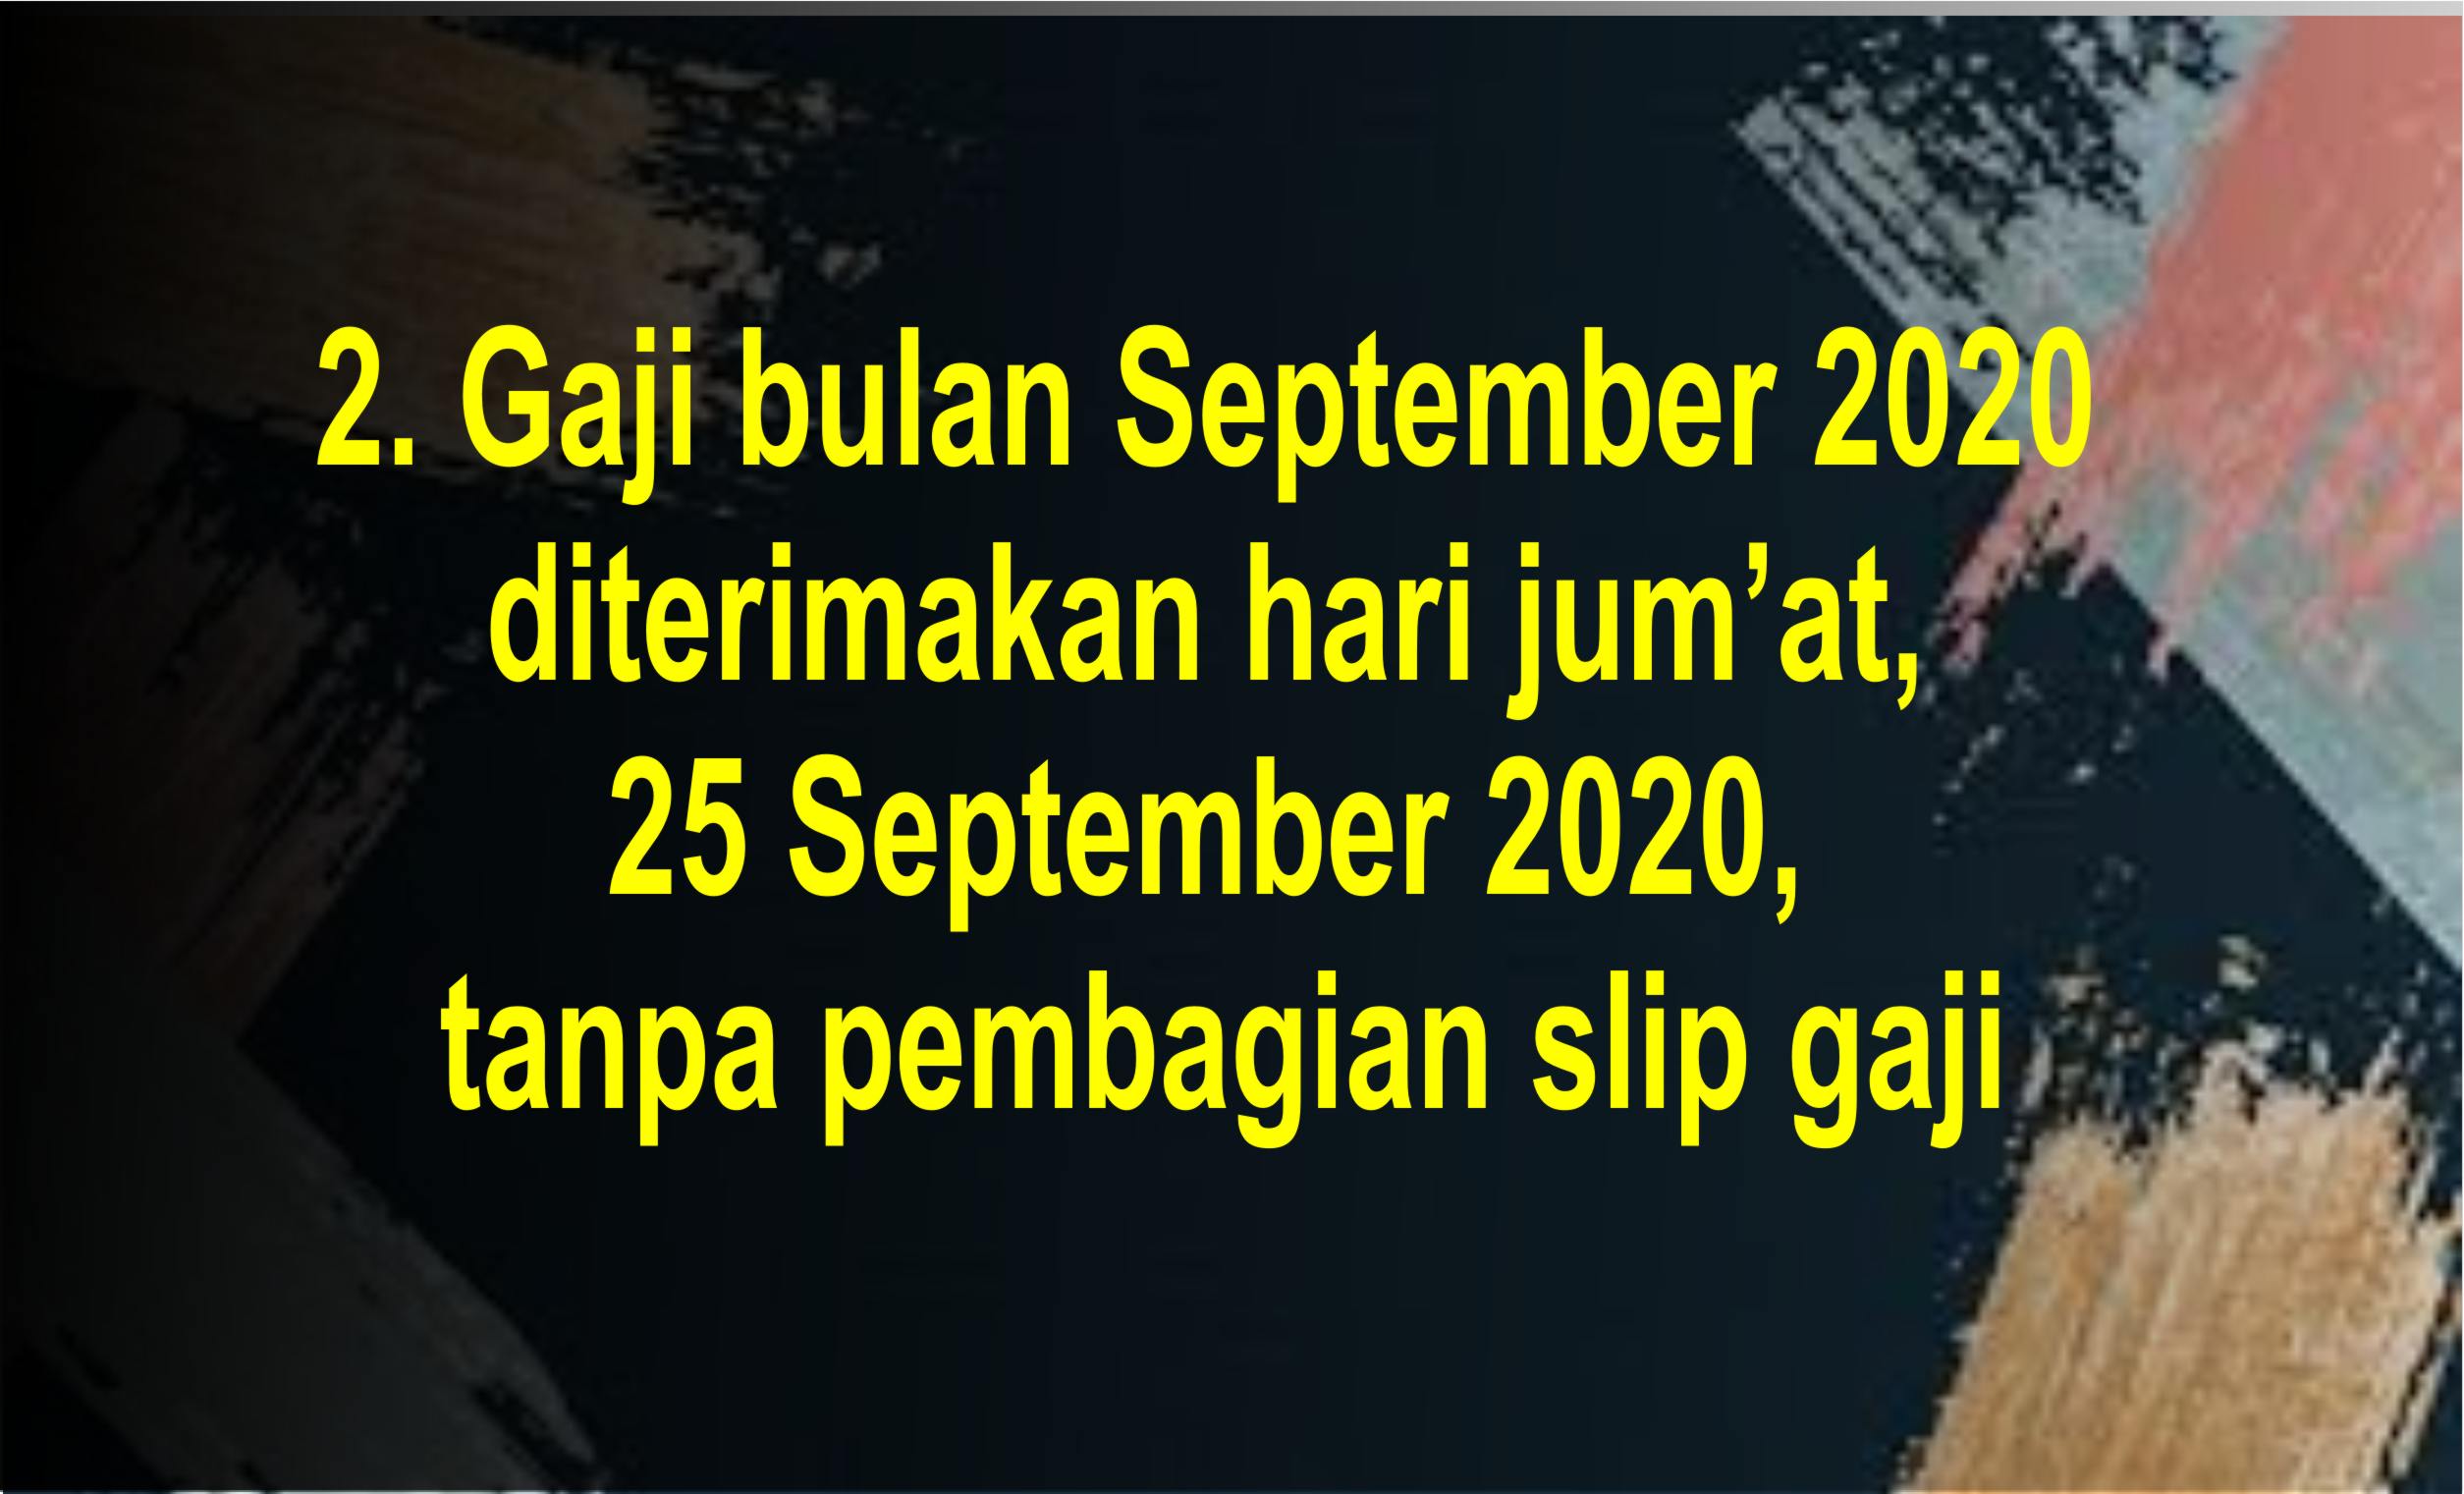 2. Gaji bulan September 2020
diterimakan hari jum’at,
25 September 2020,
tanpa pembagian slip gaji